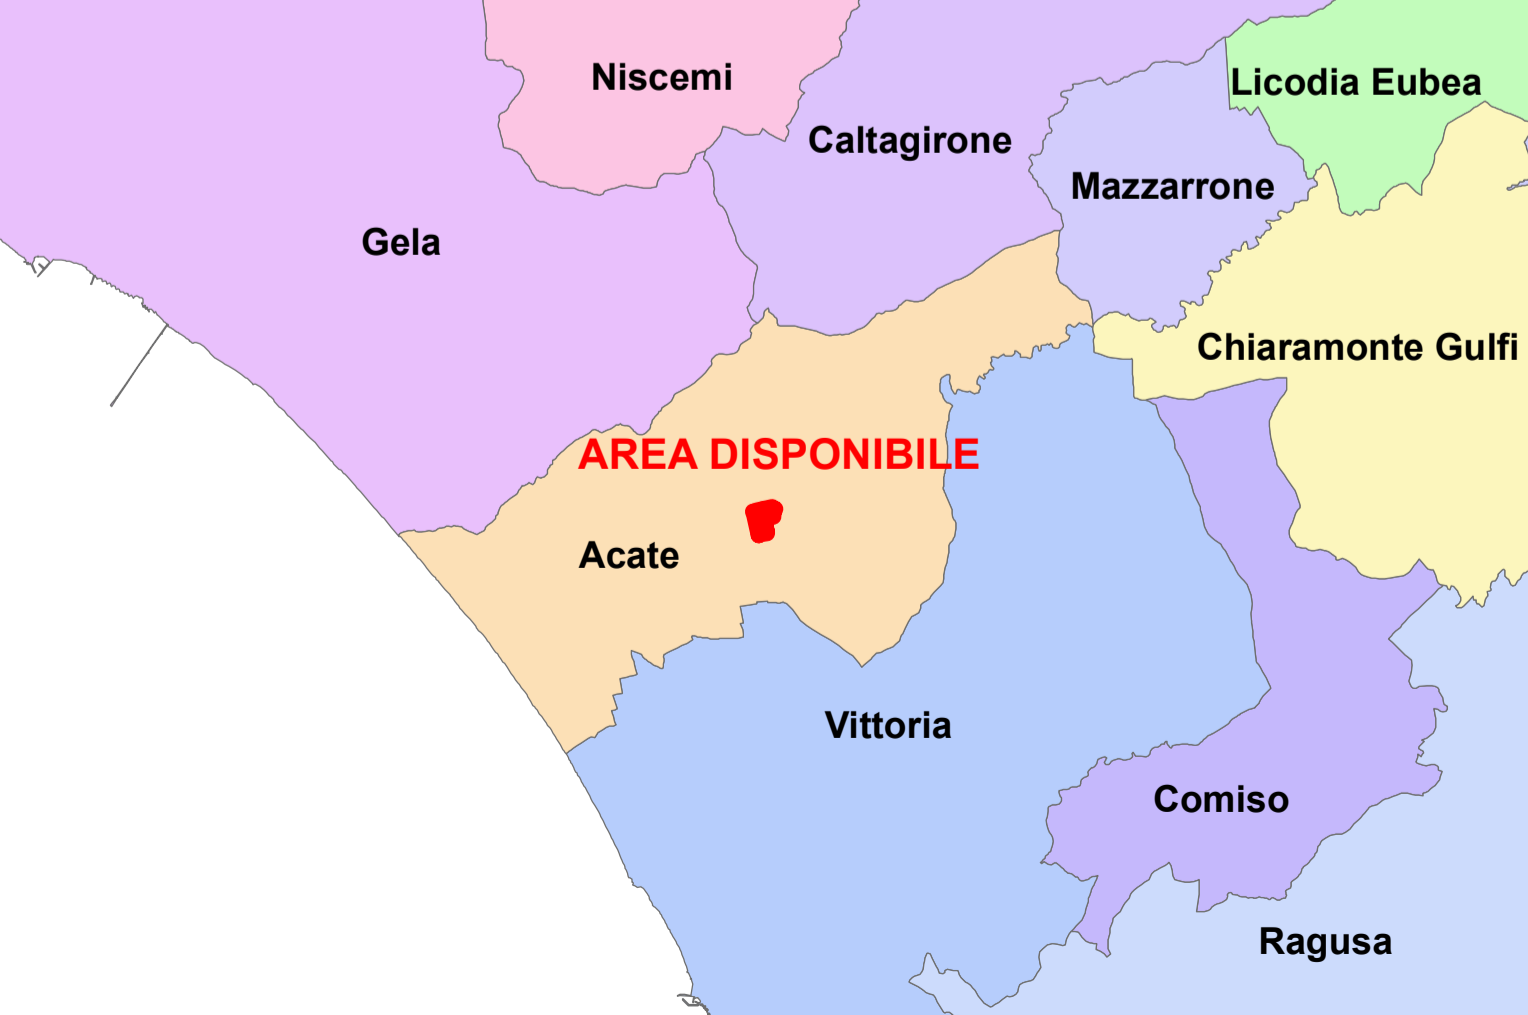 Niscemi
Licodia Eubea
Caltagirone
Mazzarrone
Gela
Chiaramonte Gulfi
AREA DISPONIBILE
Acate
Vittoria
Comiso
Ragusa